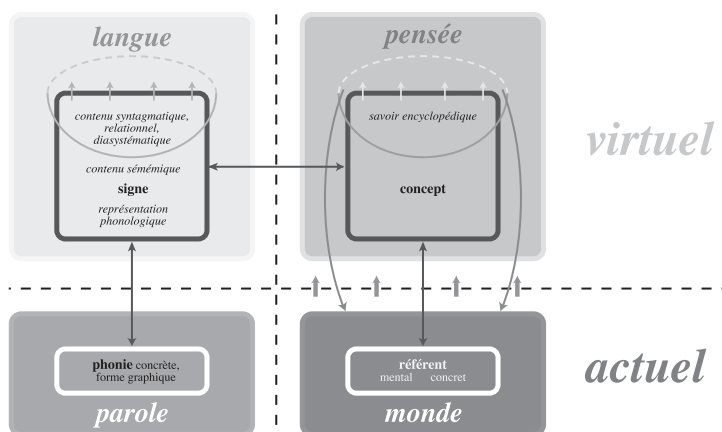 langue
contenu syntagmatique,
relationnel,
diasystématique
contenu sémémique
signe
représentation
phonologique
pensée
savoir encyclopédique
concept
virtuel
phonie concrète,
forme graphique
parole
référent
mental concret
monde
actuel